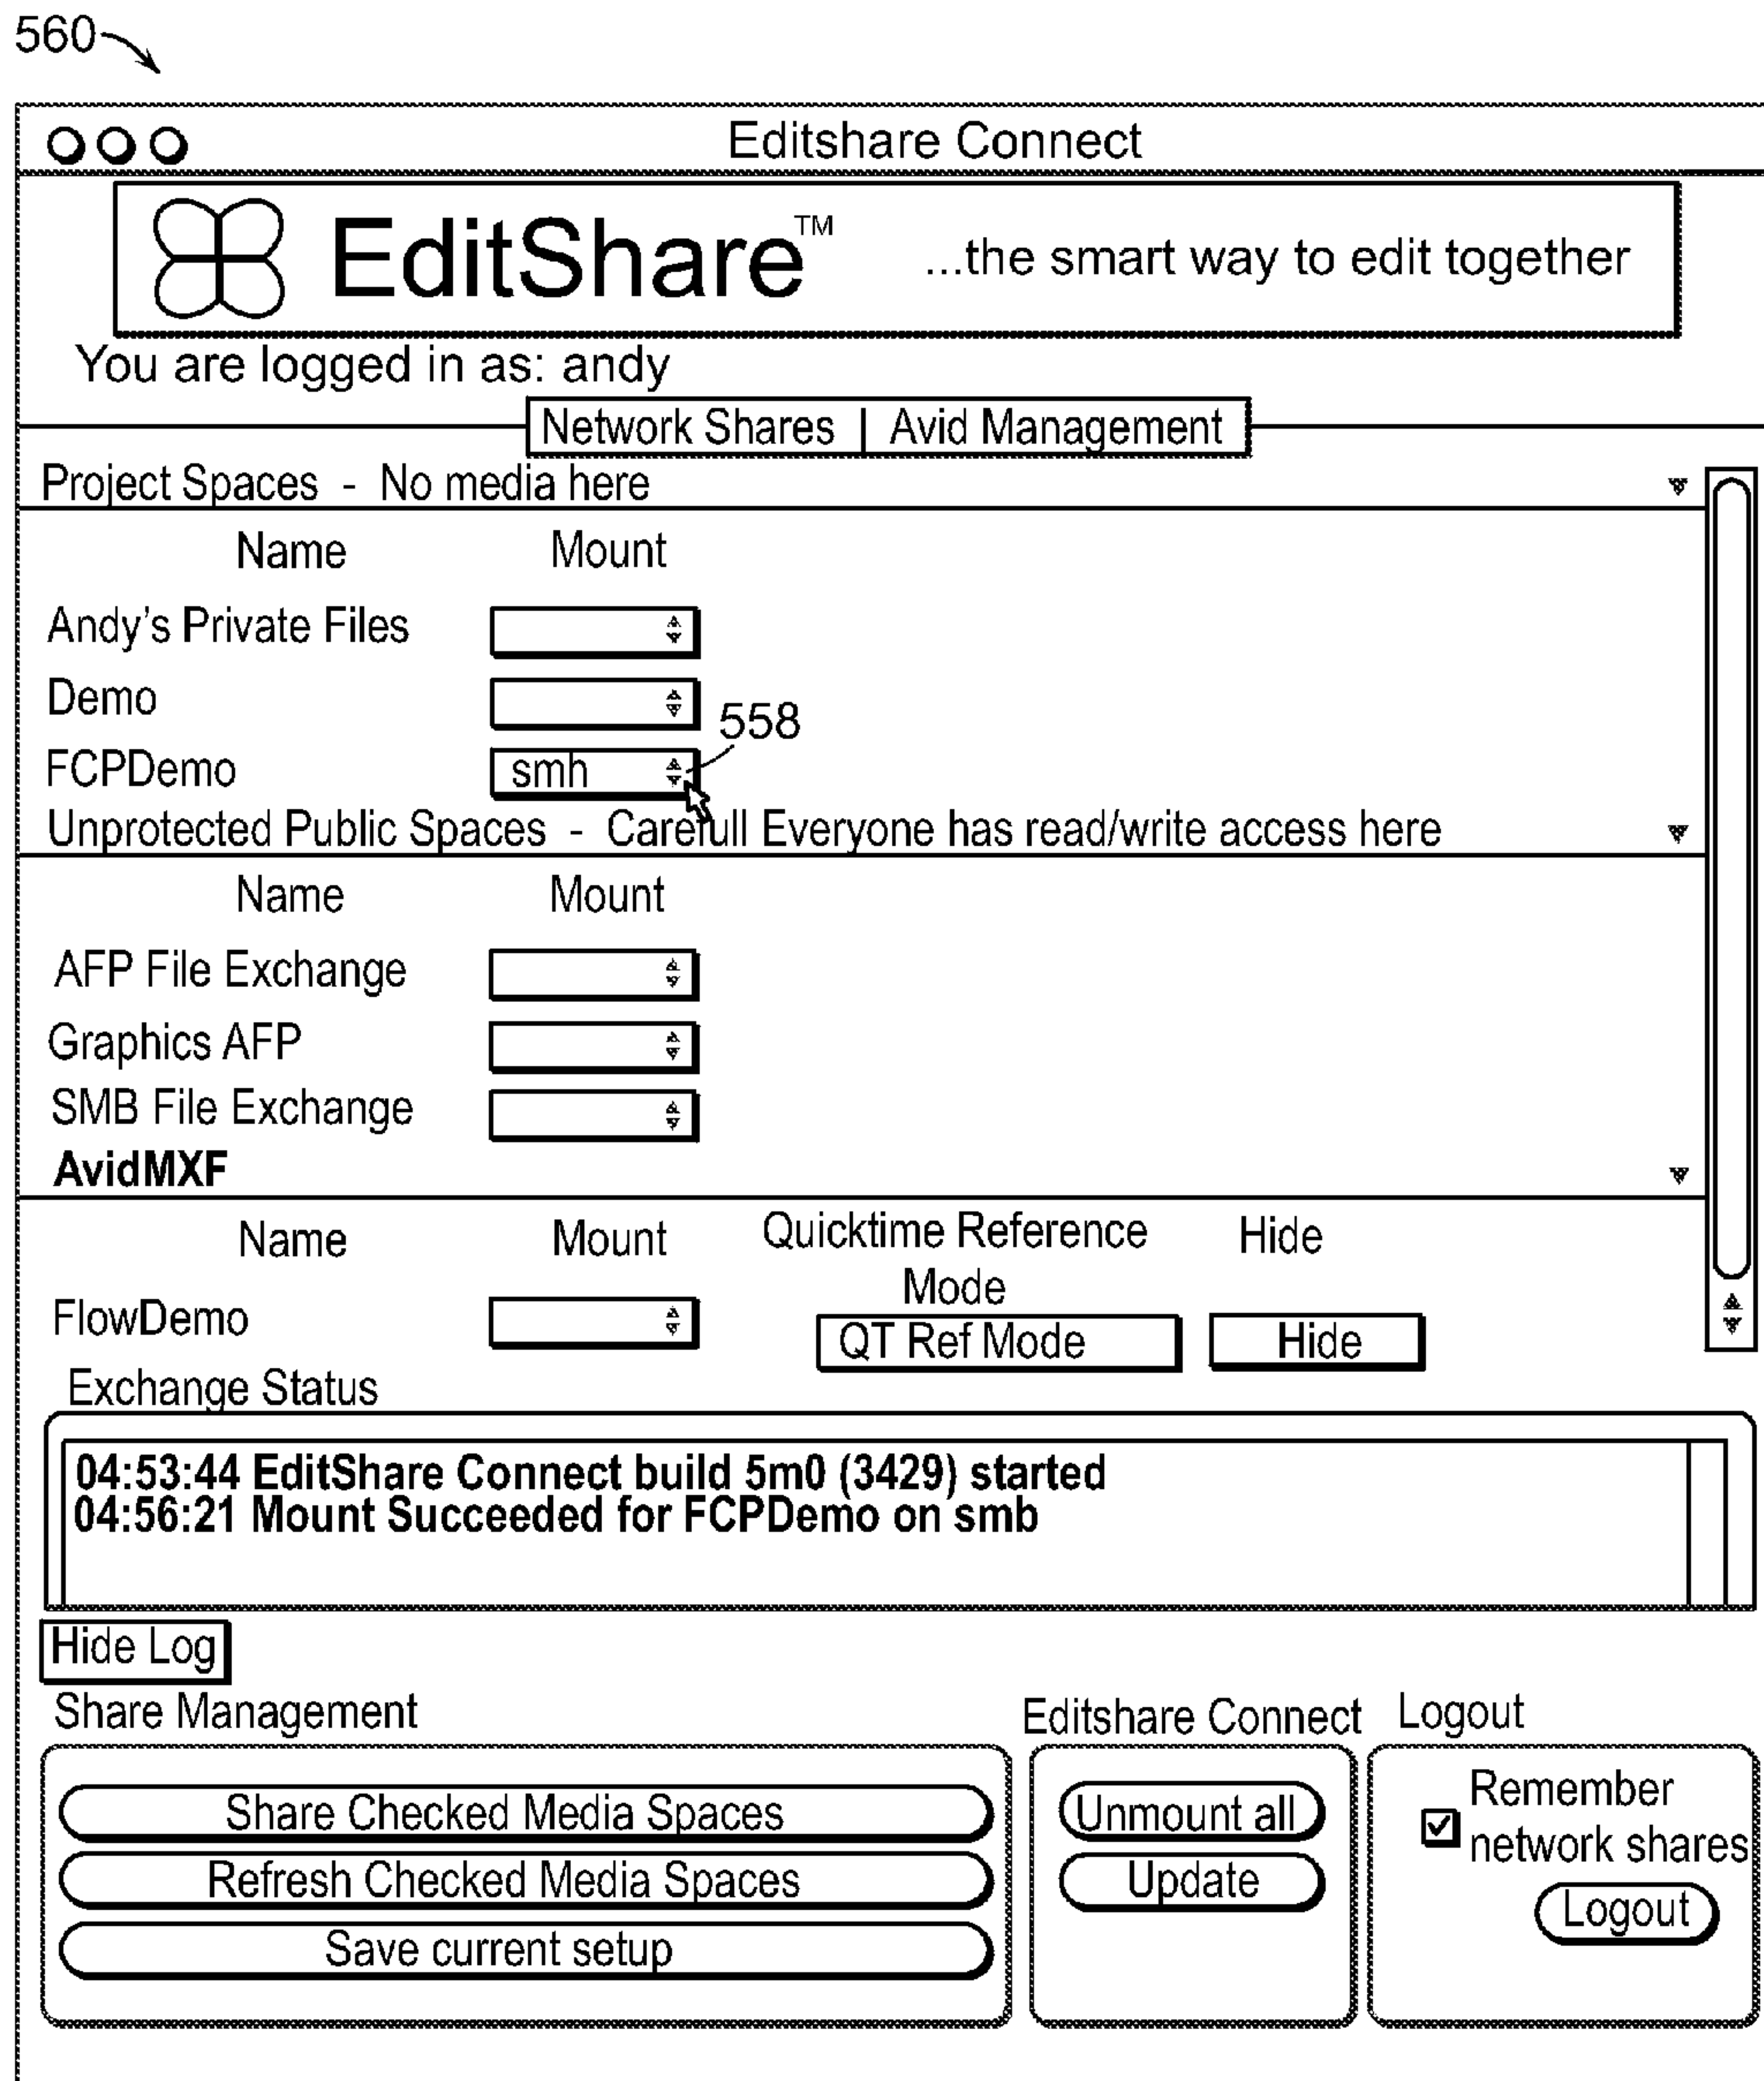 560
Editshare Connect
EditShare™ ...the smart way to edit together
You are logged in as: andy
Network Shares | Avid Management
Project Spaces - No media here
Name Mount
Andy's Private Files
Demo
558
FCPDemo smh
Unprotected Public Spaces - Carefull Everyone has read/write access here
Name Mount
AFP File Exchange
Graphics AFP
SMB File Exchange
AvidMXF
Name Mount Quicktime Reference Mode Hide
FlowDemo QT Ref Mode Hide
Exchange Status
04:53:44 EditShare Connect build 5m0 (3429) started
04:56:21 Mount Succeeded for FCPDemo on smb
Hide Log
Share Management Editshare Connect Logout
Share Checked Media Spaces
Refresh Checked Media Spaces
Save current setup
Unmount all
Update
Remember
network shares
Logout